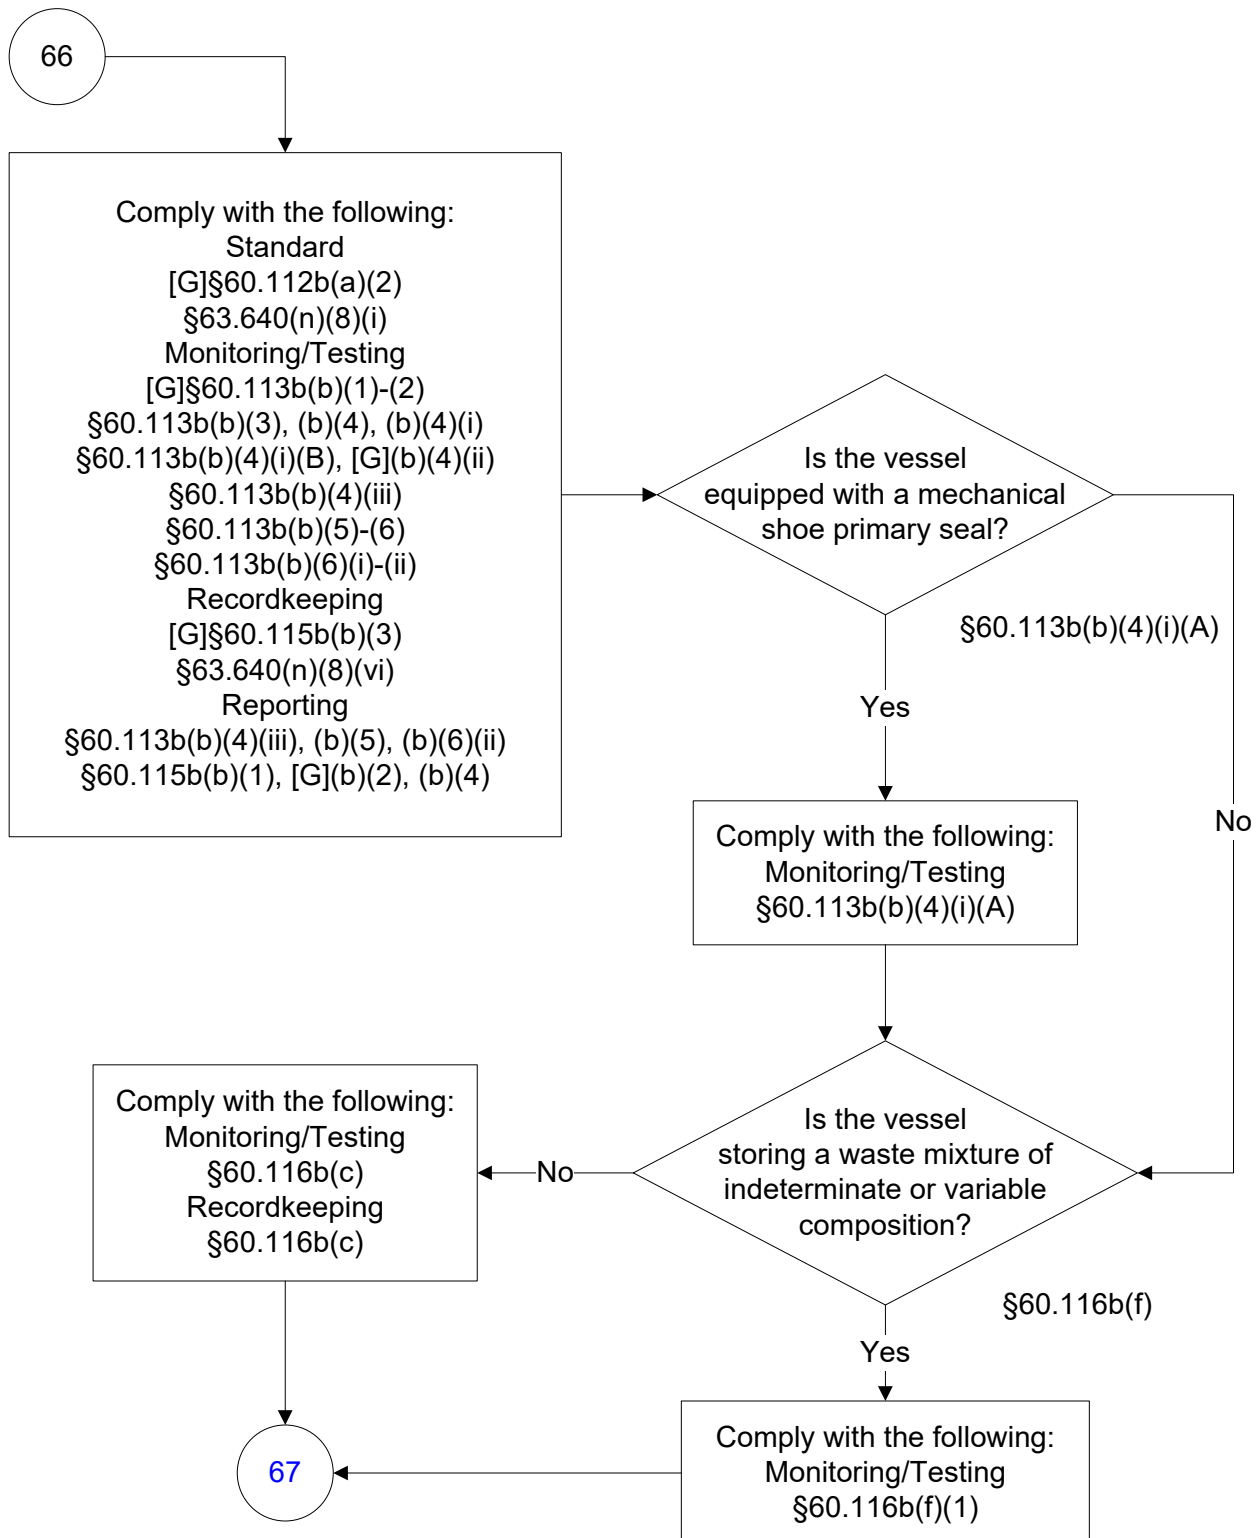 66
Comply with the following:
Standard
[G]§60.112b(a)(2)
§63.640(n)(8)(i)
Monitoring/Testing
[G]§60.113b(b)(1)-(2)
§60.113b(b)(3), (b)(4), (b)(4)(i)
§60.113b(b)(4)(i)(B), [G](b)(4)(ii)
§60.113b(b)(4)(iii)
§60.113b(b)(5)-(6)
§60.113b(b)(6)(i)-(ii)
Recordkeeping
[G]§60.115b(b)(3)
§63.640(n)(8)(vi)
Reporting
§60.113b(b)(4)(iii), (b)(5), (b)(6)(ii)
§60.115b(b)(1), [G](b)(2), (b)(4)
Is the vessel
equipped with a mechanical
shoe primary seal?
§60.113b(b)(4)(i)(A)
Yes
No
Comply with the following:
Monitoring/Testing
§60.113b(b)(4)(i)(A)
Is the vessel
storing a waste mixture of
indeterminate or variable
composition?
§60.116b(f)
No
Comply with the following:
Monitoring/Testing
§60.116b(c)
Recordkeeping
§60.116b(c)
Yes
Comply with the following:
Monitoring/Testing
§60.116b(f)(1)
67